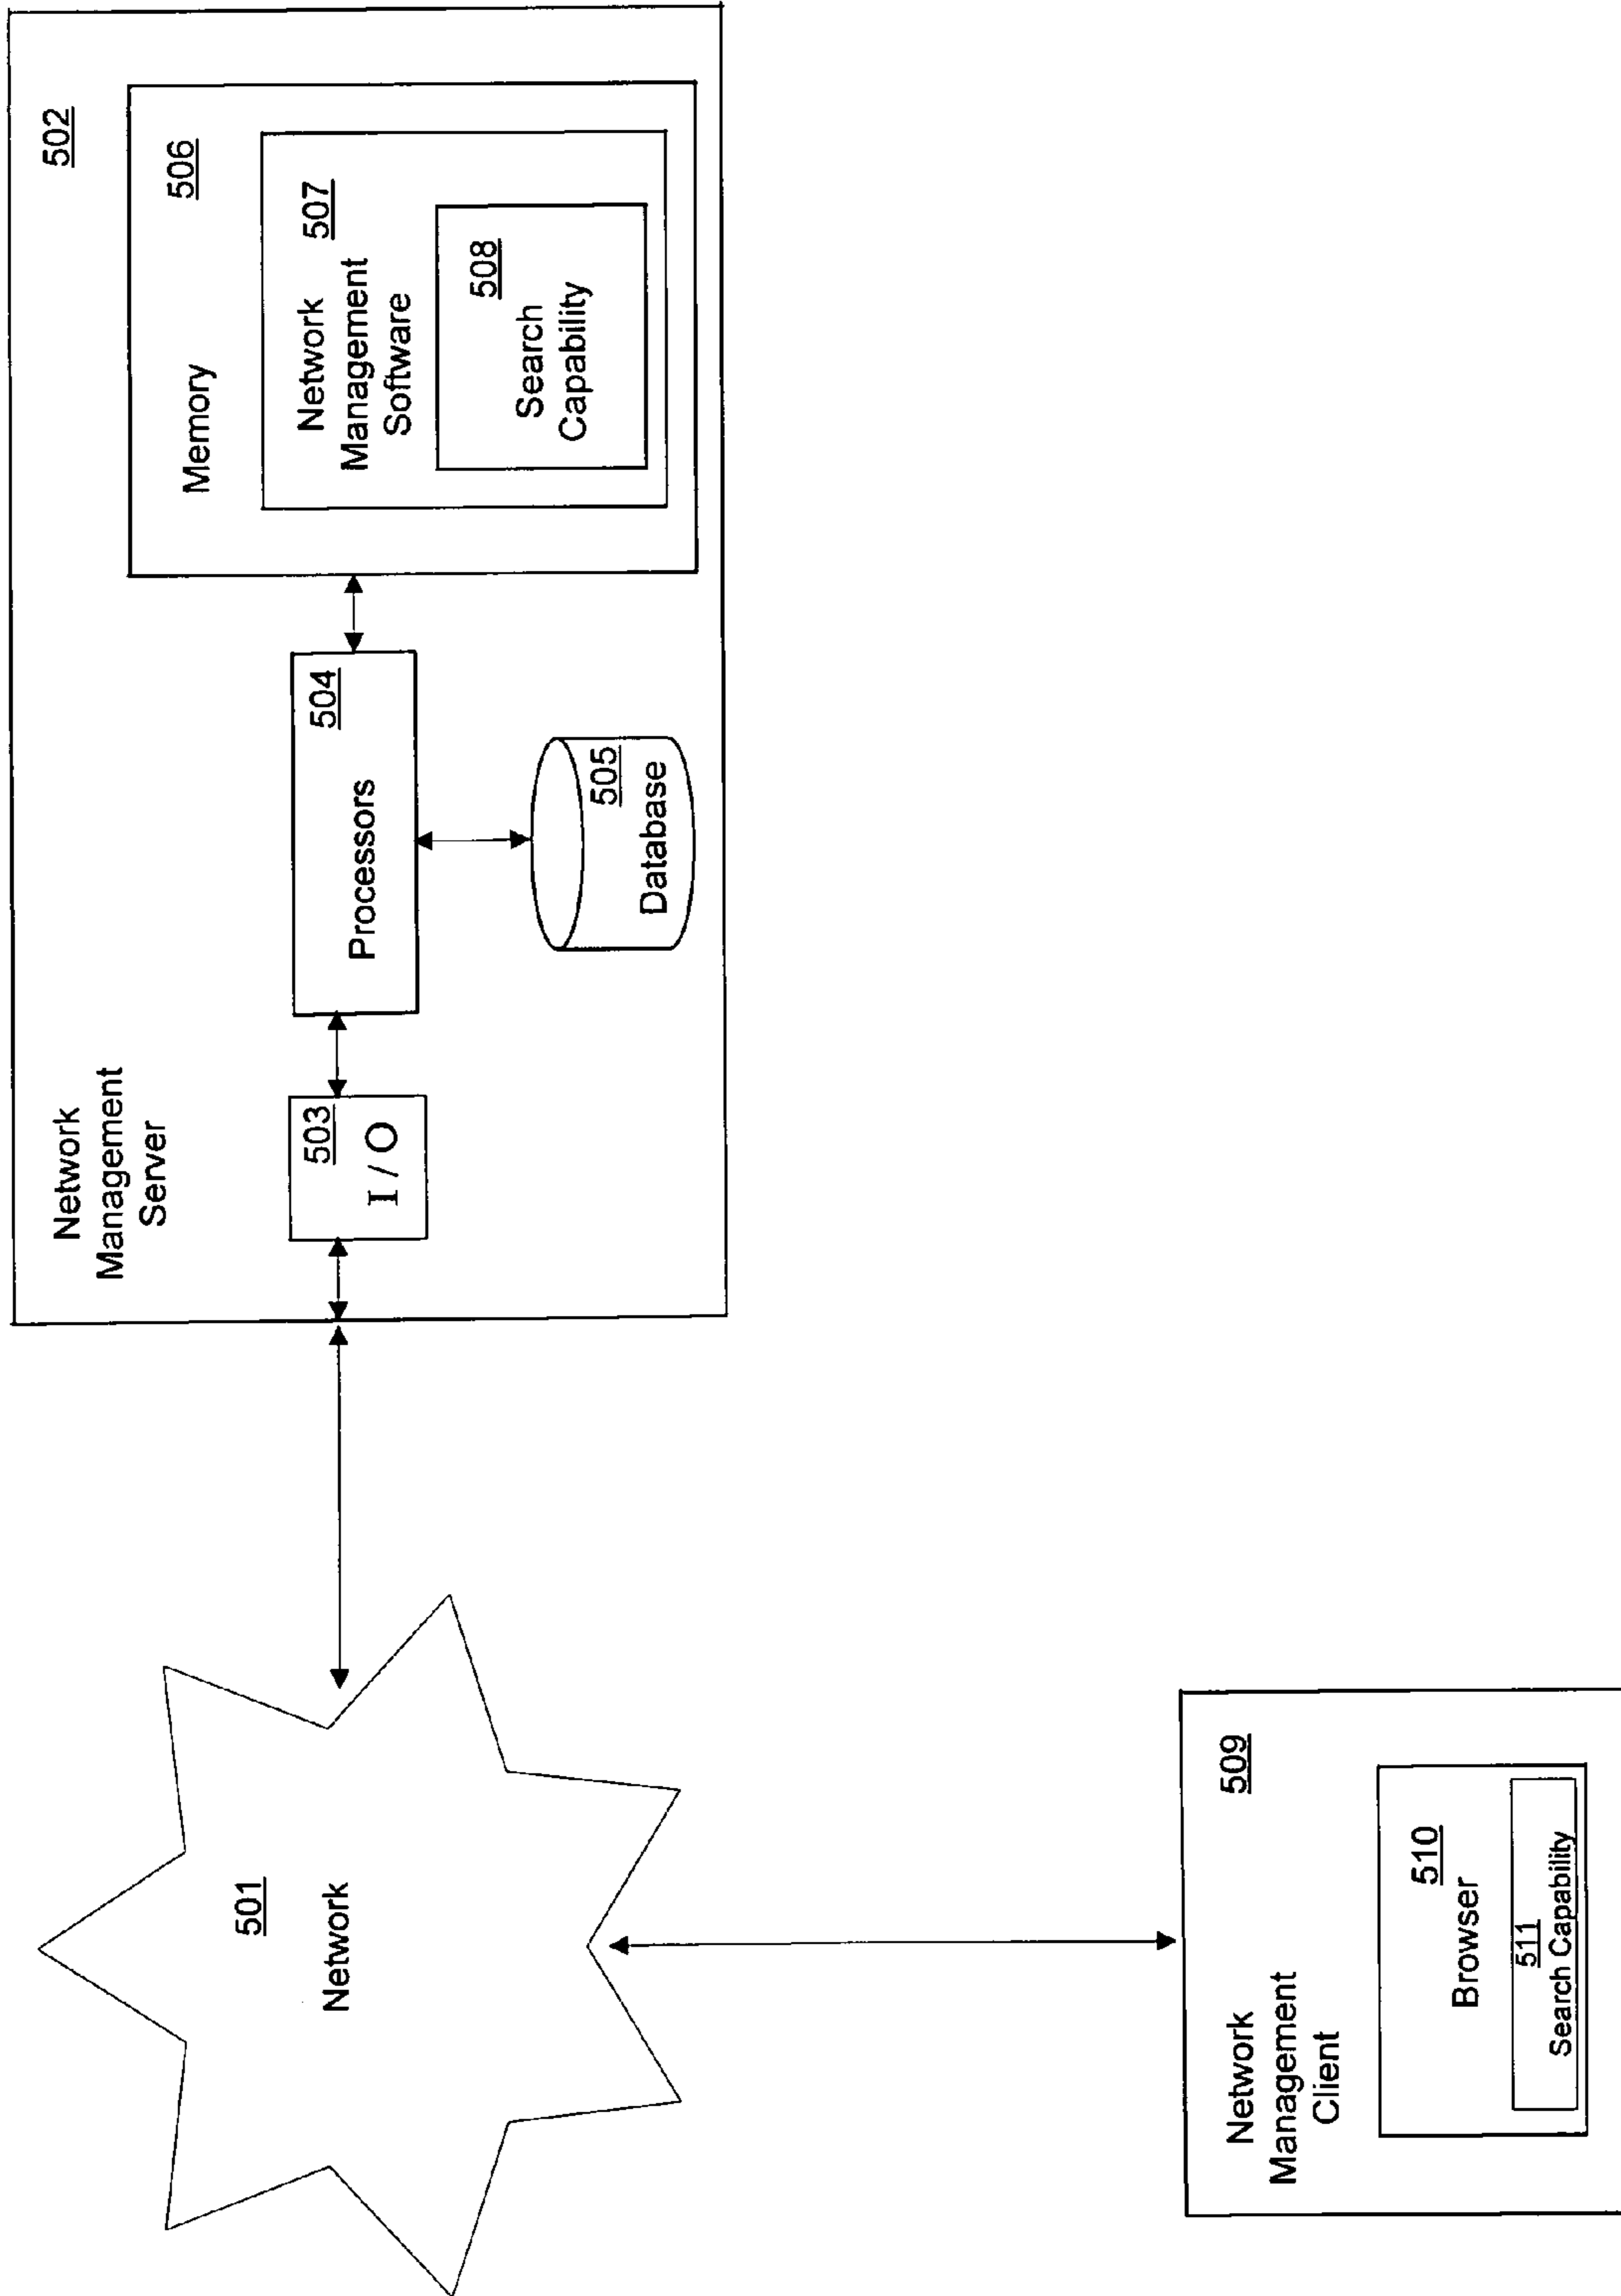 502
Network
Management
Server
506
Memory
507
Network
Management
Software
508
Search
Capability
504
Processors
503
I / O
505
Database
501
Network
509
Network
Management
Client
510
Browser
511
Search Capability